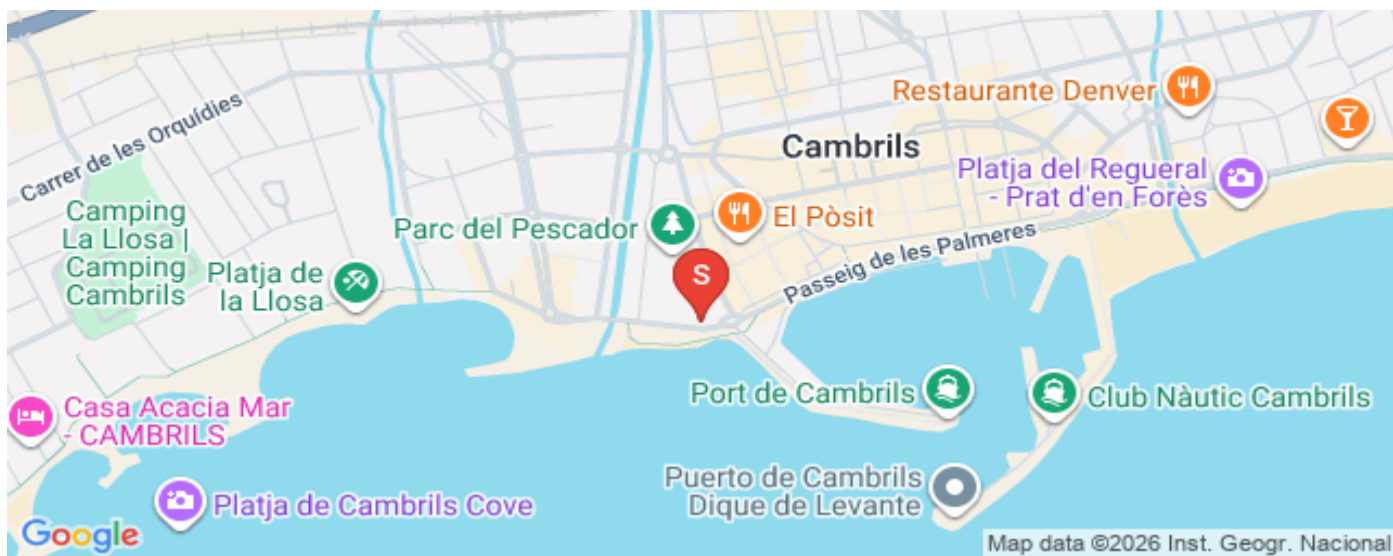 Restaurante Denver
Carrer de les Orquídies
Cambrils
Platja del Regueral
- Prat d'en Forès
Camping
La Llosa |
Camping
Cambrils
Parc del Pescador
El Pòsit
Platja de
la Llosa
S
Passeig de les Palmeres
Port de Cambrils
Club Nàutic Cambrils
Casa Acacia Mar
- CAMBRILS
Puerto de Cambrils
Dique de Levante
Platja de Cambrils Cove
Google
Map data ©2026 Inst. Geogr. Nacional